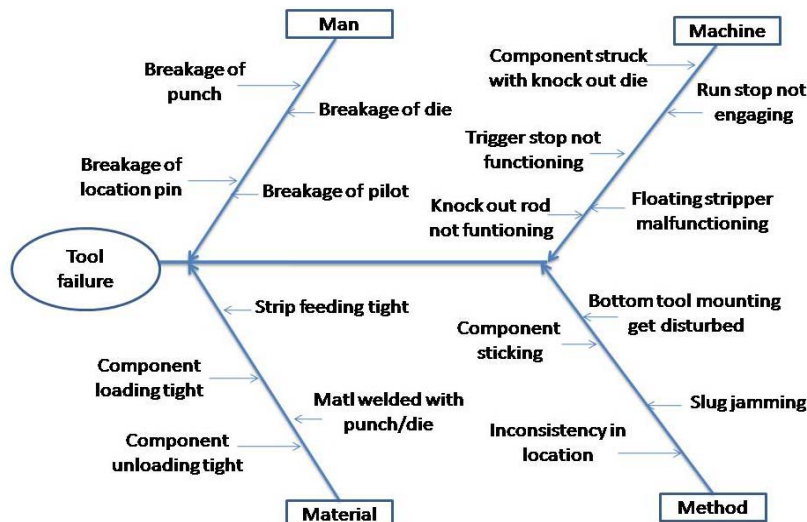 Man
Machine
Breakage of
punch
Breakage of die
Breakage of
location pin
Breakage of pilot
Component struck
with knock out die
Run stop not
engaging
Trigger stop not
functioning
Knock out rod
not funtioning
Floating stripper
malfunctioning
Tool
failure
Strip feeding tight
Component
loading tight
Matl welded with
punch/die
Component
unloading tight
Bottom tool mounting
get disturbed
Component
sticking
Slug jamming
Inconsistency in
location
Material
Method